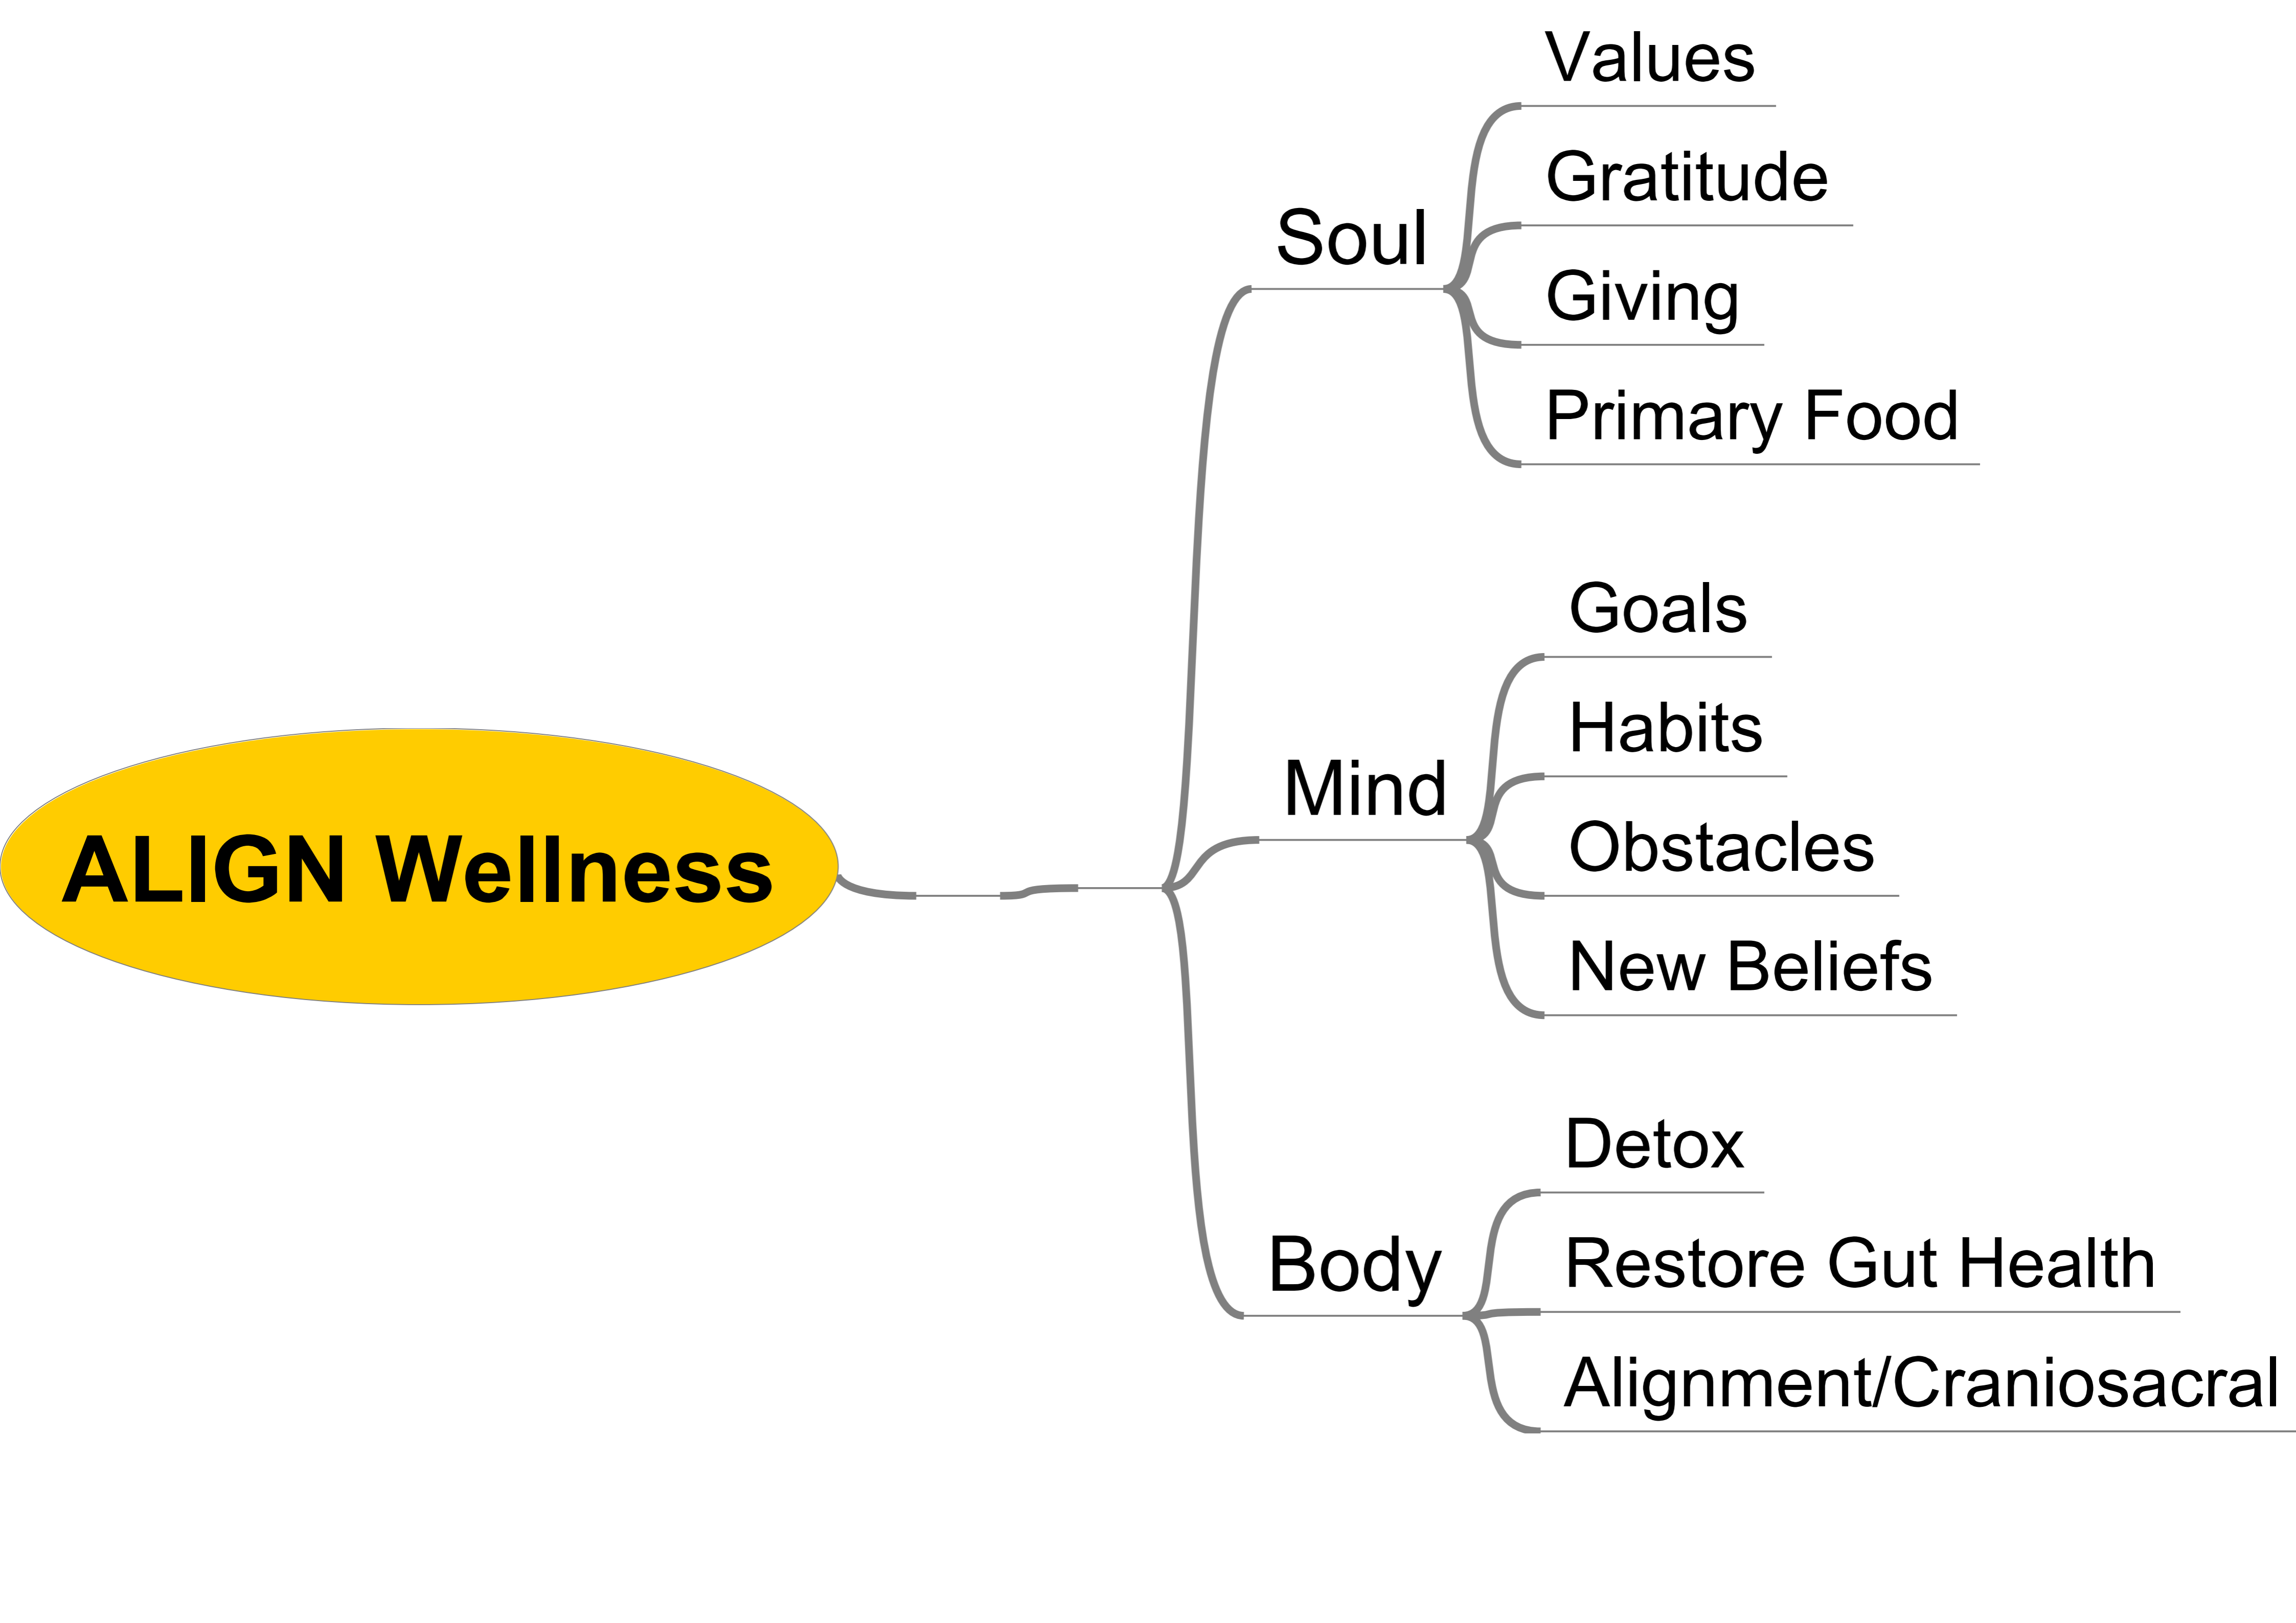 Values
Gratitude
Soul
Giving
Primary Food
Goals
Habits
Mind
Obstacles
ALIGN Wellness
New Beliefs
Detox
Body
Restore Gut Health
Alignment/Craniosacral